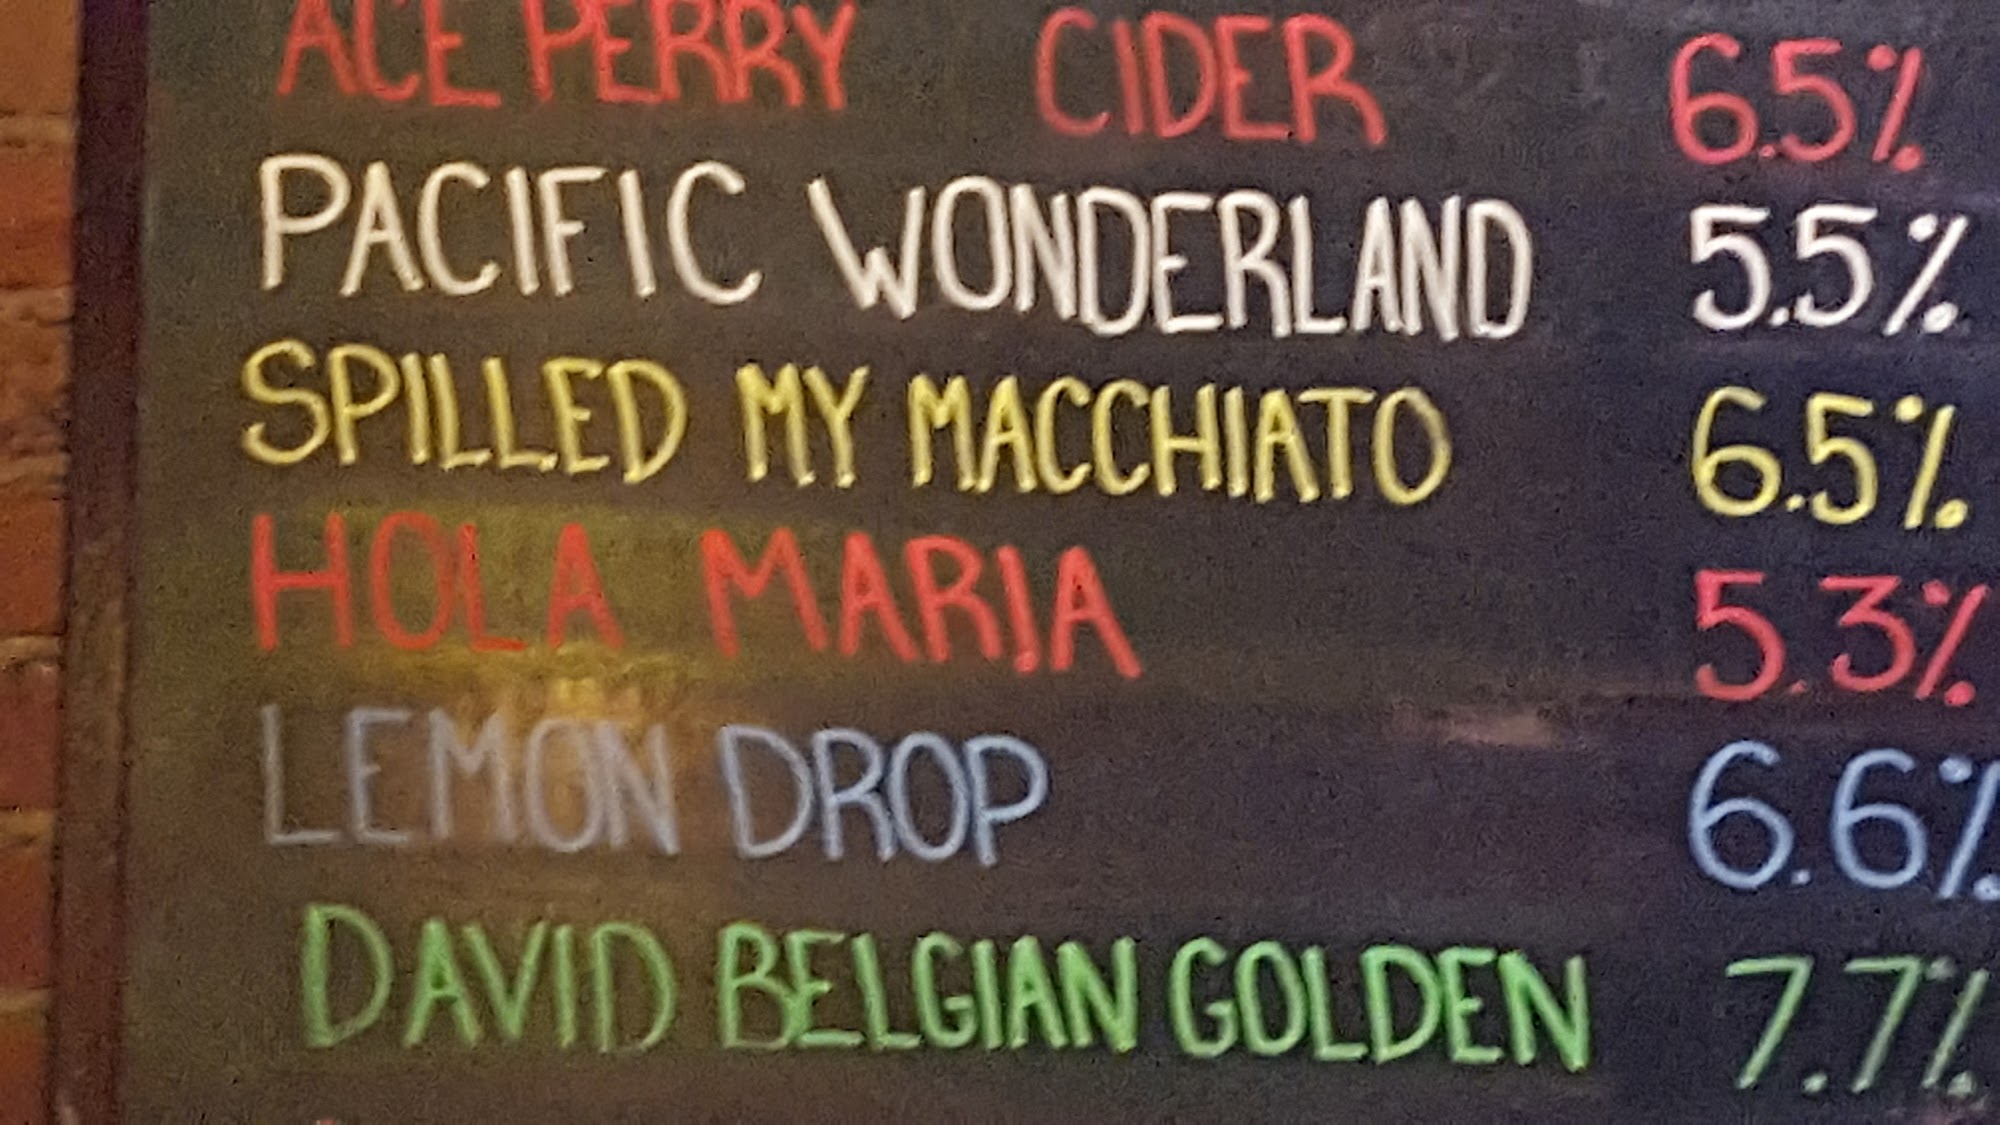 ACE PERRY CIDER 6.5%
PACIFIC WONDERLAND 5.5%
SPILLED MY MACCHIATO 6.5%
HOLA MARIA 5.3%
LEMON DROP 6.6%
DAVID BELGIAN GOLDEN 7.7%